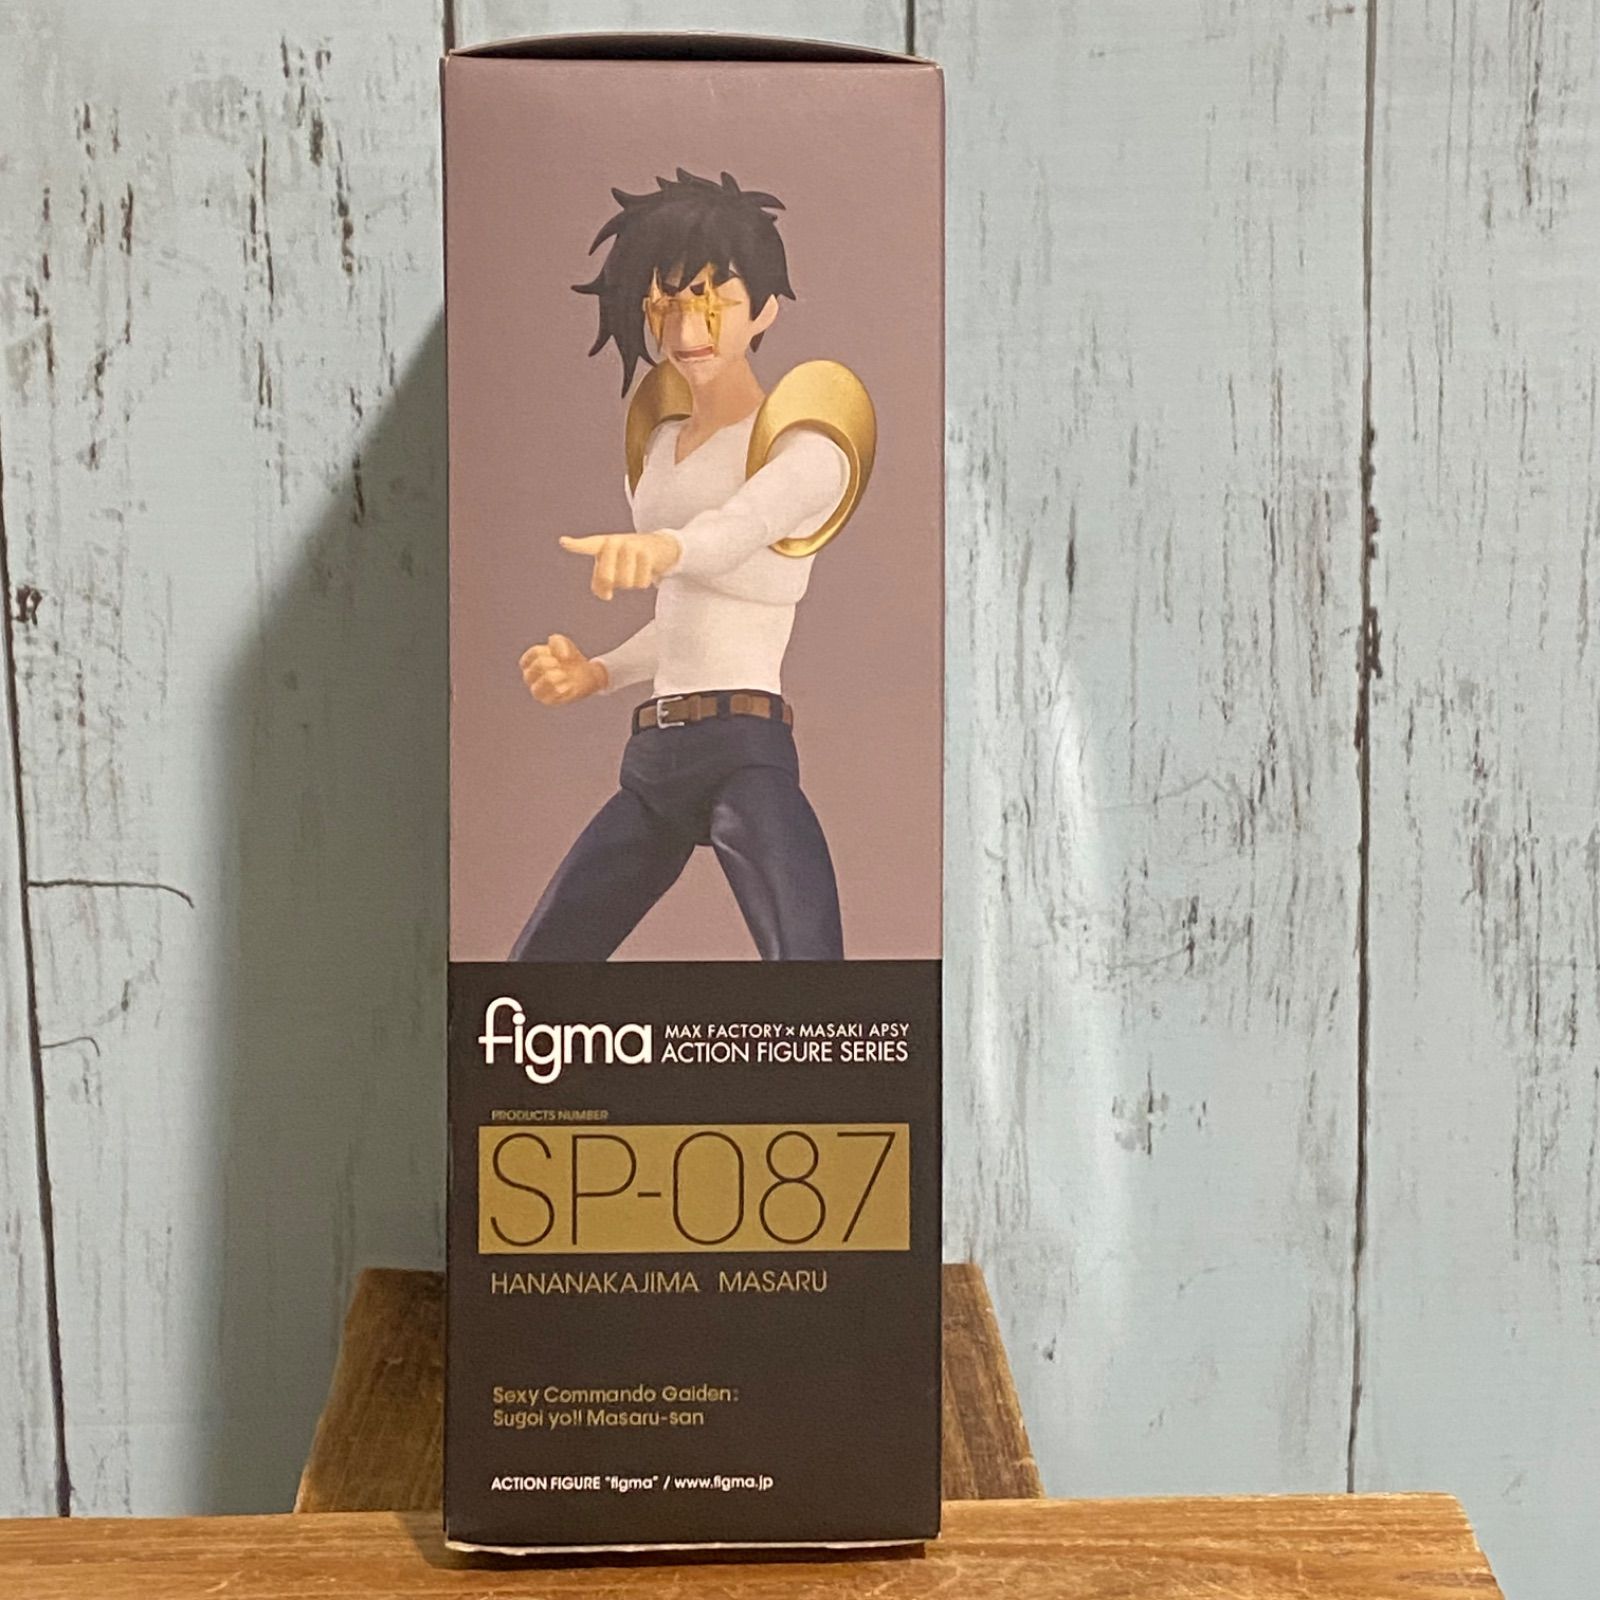 figma
MAX FACTORY×MASAKI APSY
ACTION FIGURE SERIES
PRODUCTS NUMBER
SP-087
HANANAKAJIMA MASARU
Sexy Commando Gaiden:
Sugoi yo!! Masaru-san
ACTION FIGURE "figma" / www.figma.jp